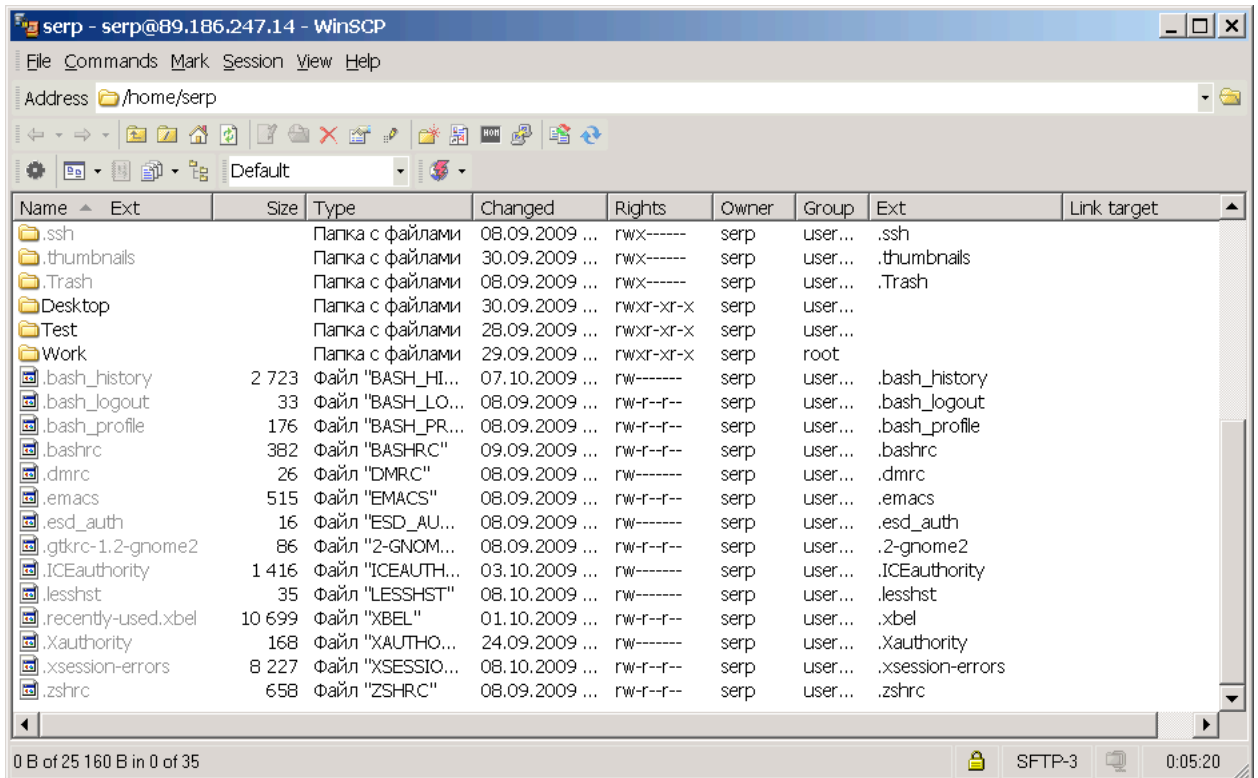 serp - serp@89.186.247.14 - WinSCP
File Commands Mark Session View Help
Address /home/serp
Default
Name Ext Size Type Changed Rights Owner Group Ext Link target
.ssh Папка с файлами 08.09.2009 ... rwx------ serp user... .ssh
.thumbnails Папка с файлами 30.09.2009 ... rwx------ serp user... .thumbnails
.Trash Папка с файлами 08.09.2009 ... rwx------ serp user... .Trash
Desktop Папка с файлами 30.09.2009 ... rwxr-xr-x serp user...
Test Папка с файлами 28.09.2009 ... rwxr-xr-x serp user...
Work Папка с файлами 29.09.2009 ... rwxr-xr-x serp root
.bash_history 2 723 Файл "BASH_HI... 07.10.2009 ... rw------- serp user... .bash_history
.bash_logout 33 Файл "BASH_LO... 08.09.2009 ... rw-r--r-- serp user... .bash_logout
.bash_profile 176 Файл "BASH_PR... 08.09.2009 ... rw-r--r-- serp user... .bash_profile
.bashrc 382 Файл "BASHRC" 09.09.2009 ... rw-r--r-- serp user... .bashrc
.dmrc 26 Файл "DMRC" 08.09.2009 ... rw------- serp user... .dmrc
.emacs 515 Файл "EMACS" 08.09.2009 ... rw-r--r-- serp user... .emacs
.esd_auth 16 Файл "ESD_AU... 08.09.2009 ... rw------- serp user... .esd_auth
.gtkrc-1.2-gnome2 86 Файл "2-GNOM... 08.09.2009 ... rw-r--r-- serp user... .2-gnome2
.ICEauthority 1 416 Файл "ICEAUTH... 03.10.2009 ... rw------- serp user... .ICEauthority
.lesshst 35 Файл "LESSHST" 08.10.2009 ... rw------- serp user... .lesshst
.recently-used.xbel 10 699 Файл "XBEL" 01.10.2009 ... rw-r--r-- serp user... .xbel
.Xauthority 168 Файл "XAUTHO... 24.09.2009 ... rw------- serp user... .Xauthority
.xsession-errors 8 227 Файл "XSESSIO... 08.10.2009 ... rw-r--r-- serp user... .xsession-errors
.zshrc 658 Файл "ZSHRC" 08.09.2009 ... rw-r--r-- serp user... .zshrc
0 B of 25 160 B in 0 of 35 SFTP-3 0:05:20